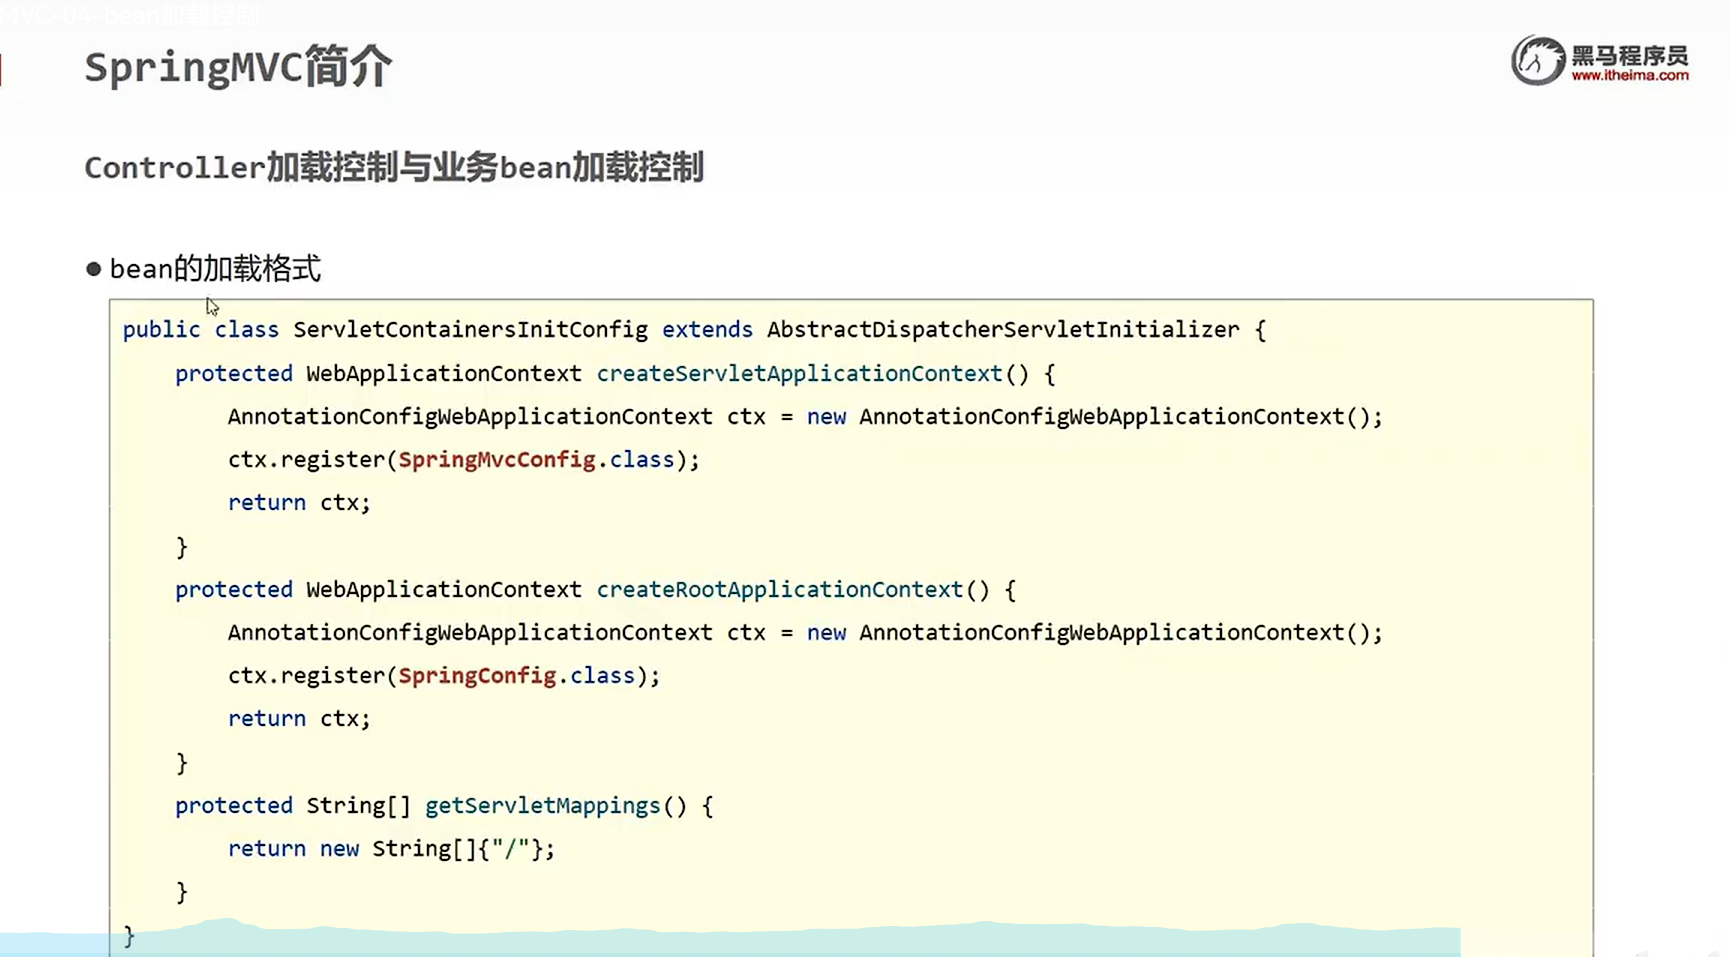 MVC-04-bean加载控制
SpringMVC简介
黑马程序员
www.itheima.com
Controller加载控制与业务bean加载控制
● bean的加载格式
public class ServletContainersInitConfig extends AbstractDispatcherServletInitializer {
    protected WebApplicationContext createServletApplicationContext() {
        AnnotationConfigWebApplicationContext ctx = new AnnotationConfigWebApplicationContext();
        ctx.register(SpringMvcConfig.class);
        return ctx;
    }
    protected WebApplicationContext createRootApplicationContext() {
        AnnotationConfigWebApplicationContext ctx = new AnnotationConfigWebApplicationContext();
        ctx.register(SpringConfig.class);
        return ctx;
    }
    protected String[] getServletMappings() {
        return new String[]{"/"};
    }
}